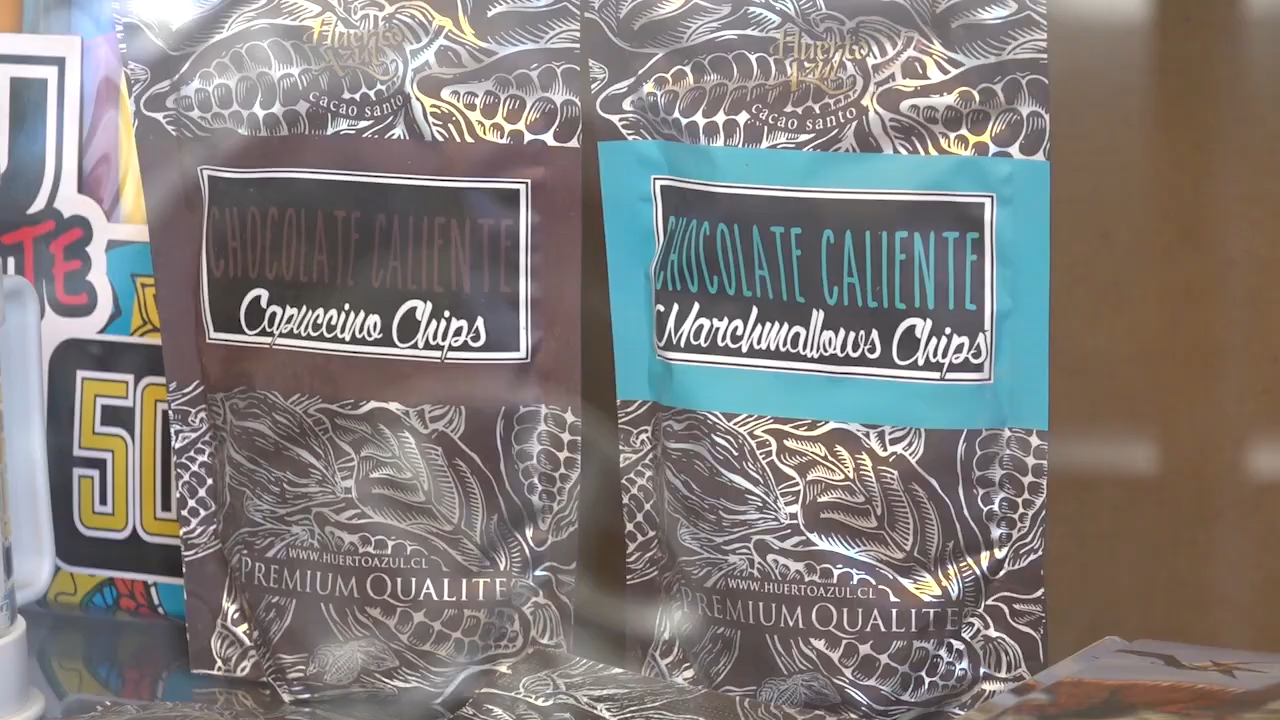 Huerto
Azul
cacao santo
CHOCOLATE CALIENTE
Capuccino Chips
WWW.HUERTOAZUL.CL
PREMIUM QUALITE
Huerto
Azul
cacao santo
CHOCOLATE CALIENTE
Marchmallows Chips
WWW.HUERTOAZUL.CL
PREMIUM QUALITE
TE
50